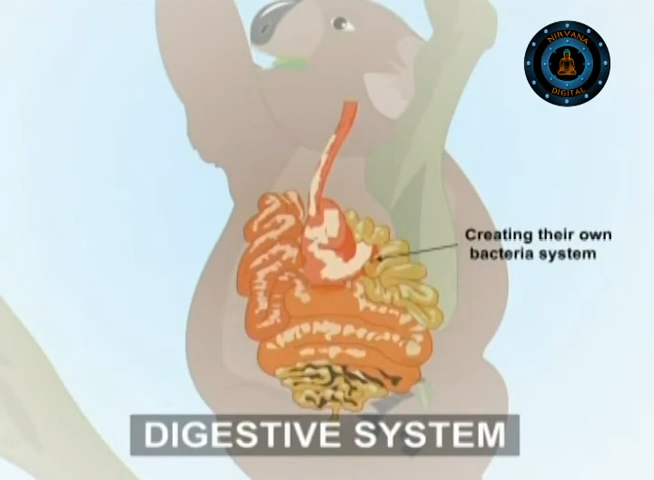 NIRVANA
DIGITAL
Creating their own
bacteria system
DIGESTIVE SYSTEM